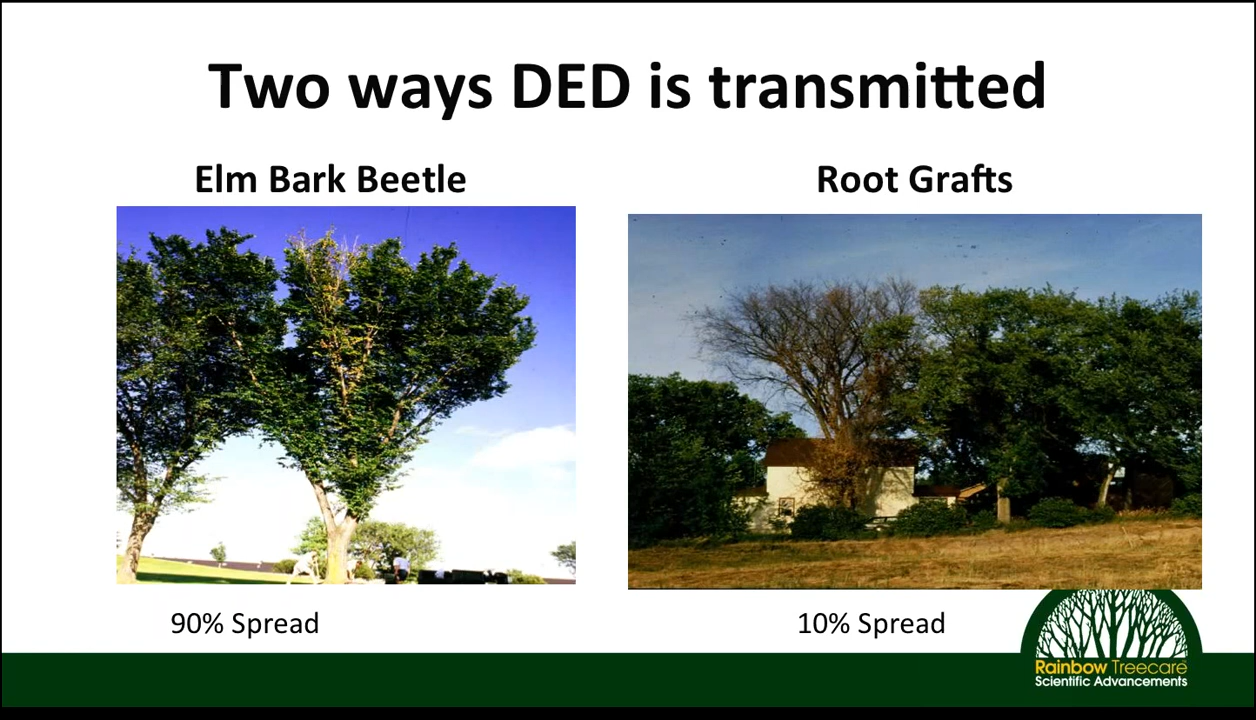 Two ways DED is transmitted
Elm Bark Beetle
Root Grafts
90% Spread
10% Spread
Rainbow Treecare
Scientific Advancements